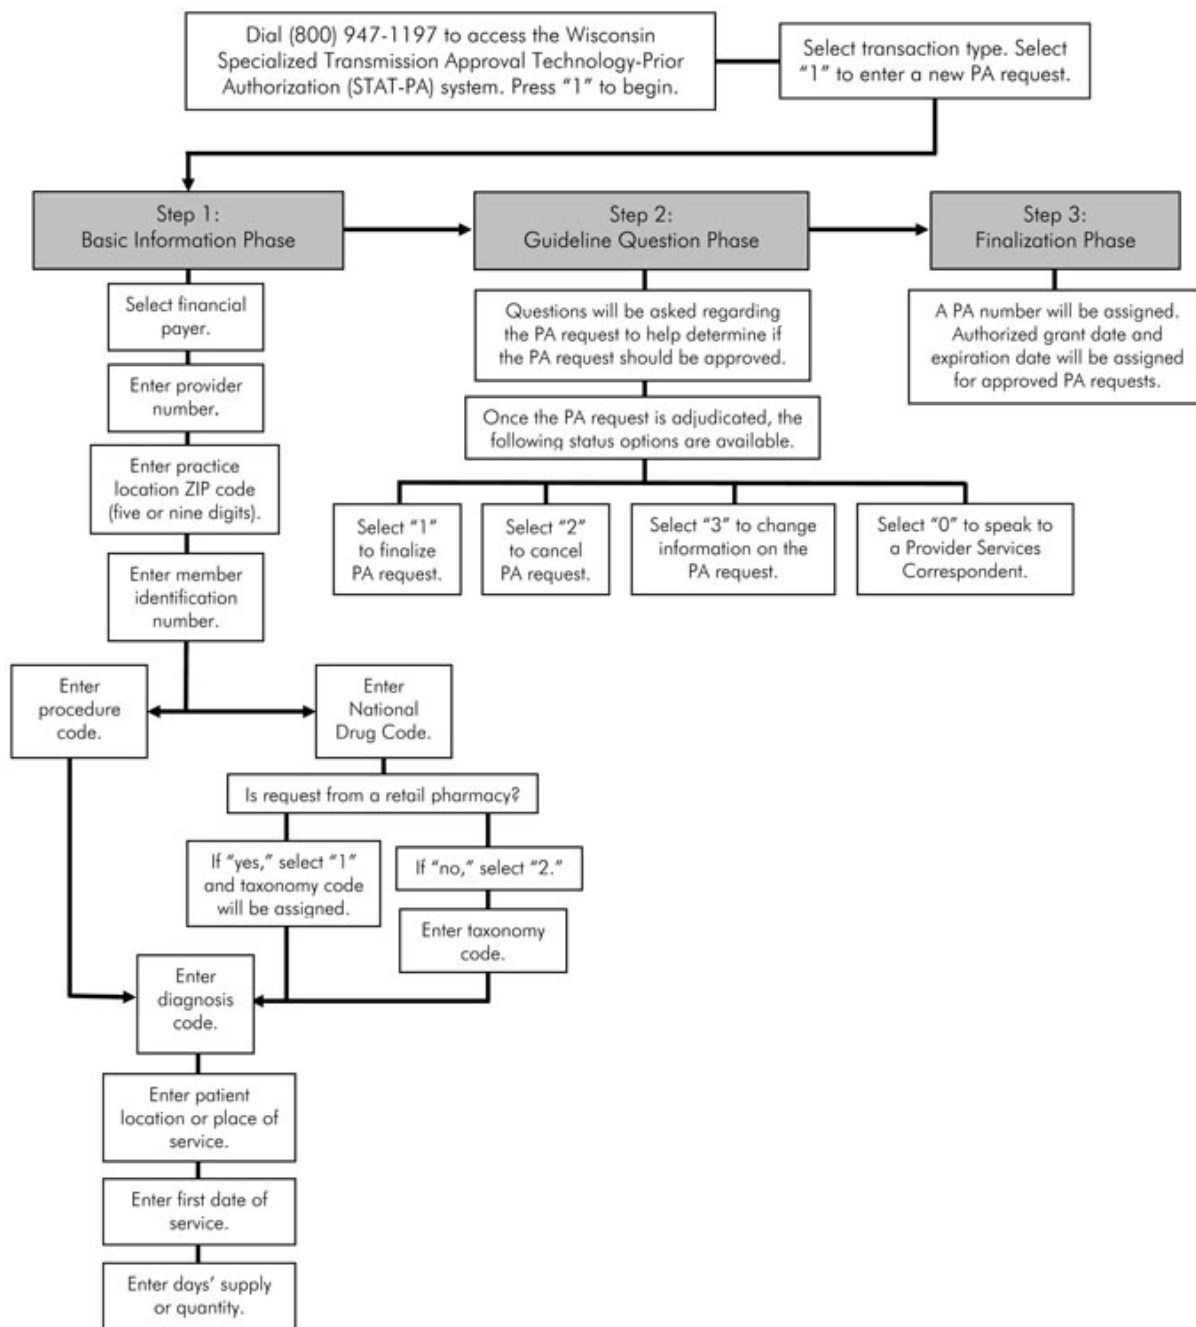 Dial (800) 947-1197 to access the Wisconsin
Specialized Transmission Approval Technology-Prior
Authorization (STAT-PA) system. Press "1" to begin.
Select transaction type. Select
"1" to enter a new PA request.
Step 1:
Basic Information Phase
Step 2:
Guideline Question Phase
Step 3:
Finalization Phase
Select financial
payer.
Enter provider
number.
Enter practice
location ZIP code
(five or nine digits).
Enter member
identification
number.
Questions will be asked regarding
the PA request to help determine if
the PA request should be approved.
Once the PA request is adjudicated, the
following status options are available.
Select "1"
to finalize
PA request.
Select "2"
to cancel
PA request.
Select "3" to change
information on the
PA request.
Select "0" to speak to
a Provider Services
Correspondent.
A PA number will be assigned.
Authorized grant date and
expiration date will be assigned
for approved PA requests.
Enter
procedure
code.
Enter
National
Drug Code.
Is request from a retail pharmacy?
If "yes," select "1"
and taxonomy code
will be assigned.
If "no," select "2."
Enter taxonomy
code.
Enter
diagnosis
code.
Enter patient
location or place of
service.
Enter first date of
service.
Enter days' supply
or quantity.